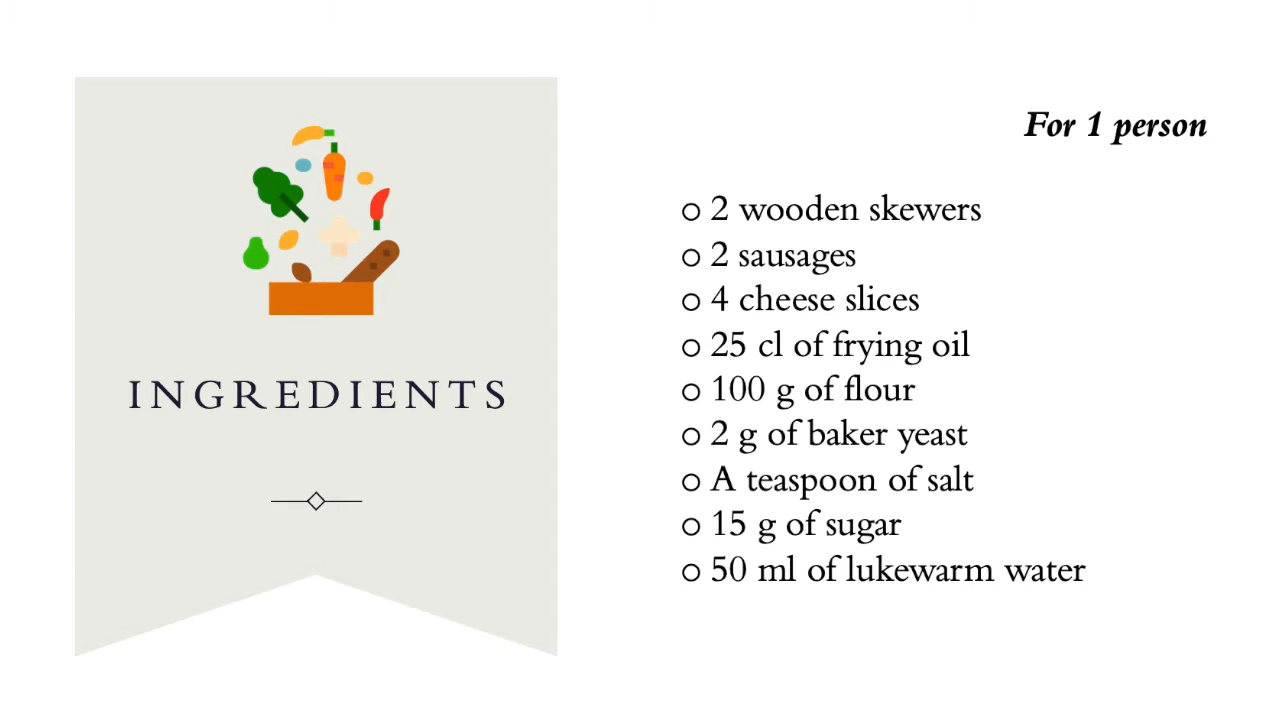 INGREDIENTS
For 1 person
2 wooden skewers
2 sausages
4 cheese slices
25 cl of frying oil
100 g of flour
2 g of baker yeast
A teaspoon of salt
15 g of sugar
50 ml of lukewarm water